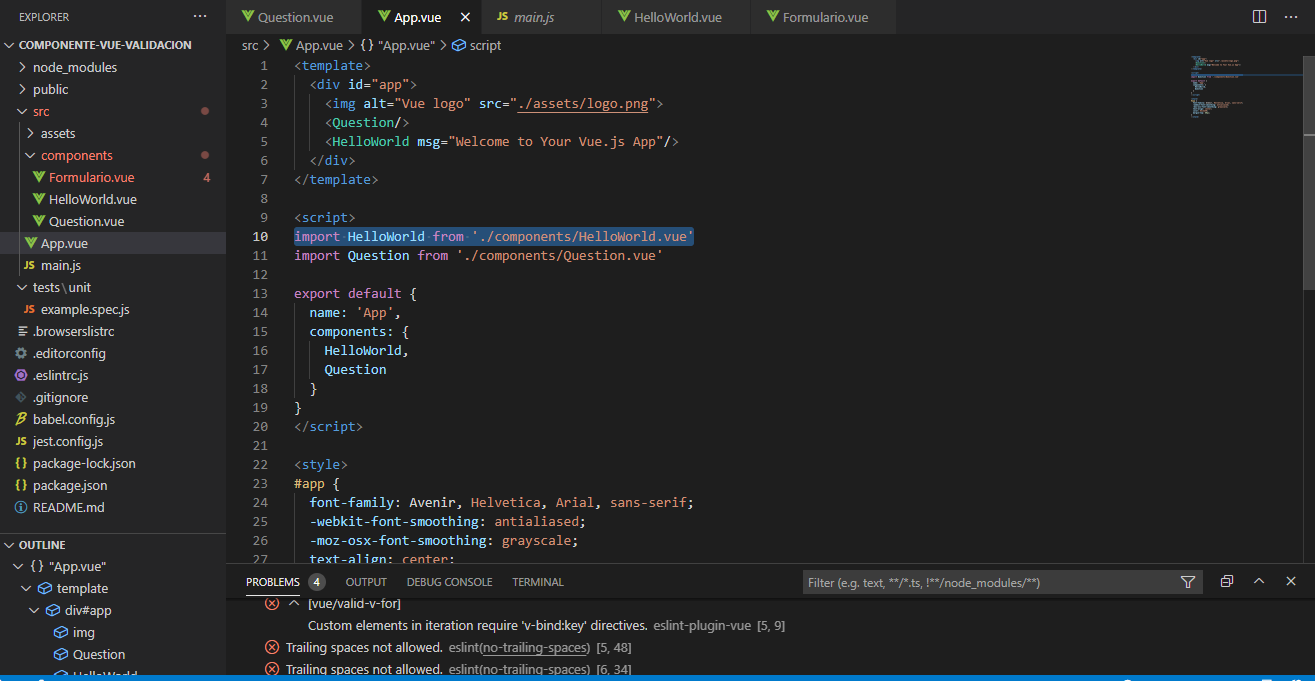 EXPLORER
COMPONENTE-VUE-VALIDACION
node_modules
public
src
assets
components
Formulario.vue 4
HelloWorld.vue
Question.vue
App.vue
JS main.js
tests\unit
JS example.spec.js
.browserslistrc
.editorconfig
.eslintrc.js
.gitignore
babel.config.js
JS jest.config.js
{} package-lock.json
{} package.json
README.md
OUTLINE
{} "App.vue"
template
div#app
img
Question
HelloWorld
Question.vue App.vue JS main.js HelloWorld.vue Formulario.vue
src > App.vue > {} "App.vue" > script
1 <template>
2 <div id="app">
3 <img alt="Vue logo" src="./assets/logo.png">
4 <Question/>
5 <HelloWorld msg="Welcome to Your Vue.js App"/>
6 </div>
7 </template>
8
9 <script>
10 import HelloWorld from './components/HelloWorld.vue'
11 import Question from './components/Question.vue'
12
13 export default {
14 name: 'App',
15 components: {
16 HelloWorld,
17 Question
18 }
19 }
20 </script>
21
22 <style>
23 #app {
24 font-family: Avenir, Helvetica, Arial, sans-serif;
25 -webkit-font-smoothing: antialiased;
26 -moz-osx-font-smoothing: grayscale;
27 text-align: center;
PROBLEMS 4 OUTPUT DEBUG CONSOLE TERMINAL Filter (e.g. text, **/*.ts, !**/node_modules/**)
[vue/valid-v-for]
Custom elements in iteration require 'v-bind:key' directives. eslint-plugin-vue [5, 9]
Trailing spaces not allowed. eslint(no-trailing-spaces) [5, 48]
Trailing spaces not allowed. eslint(no-trailing-spaces) [6, 34]